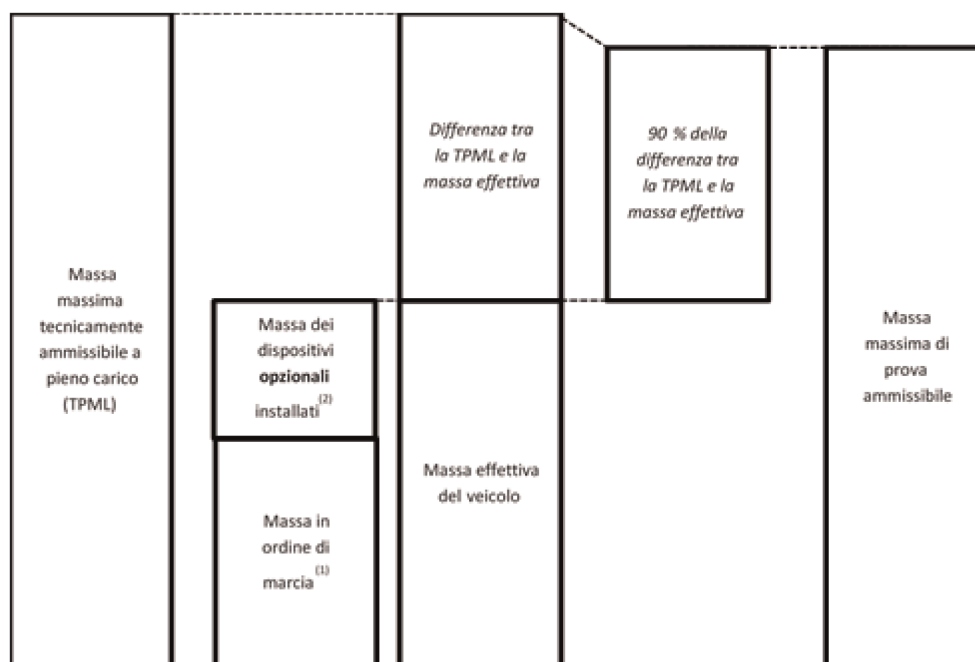 Massa
massima
tecnicamente
ammissibile a
pieno carico
(TPML)
Massa dei
dispositivi
opzionali
installati(2)
Massa in
ordine di
marcia(1)
Differenza tra
la TPML e la
massa effettiva
Massa effettiva
del veicolo
90 % della
differenza tra
la TPML e la
massa effettiva
Massa
massima di
prova
ammissibile